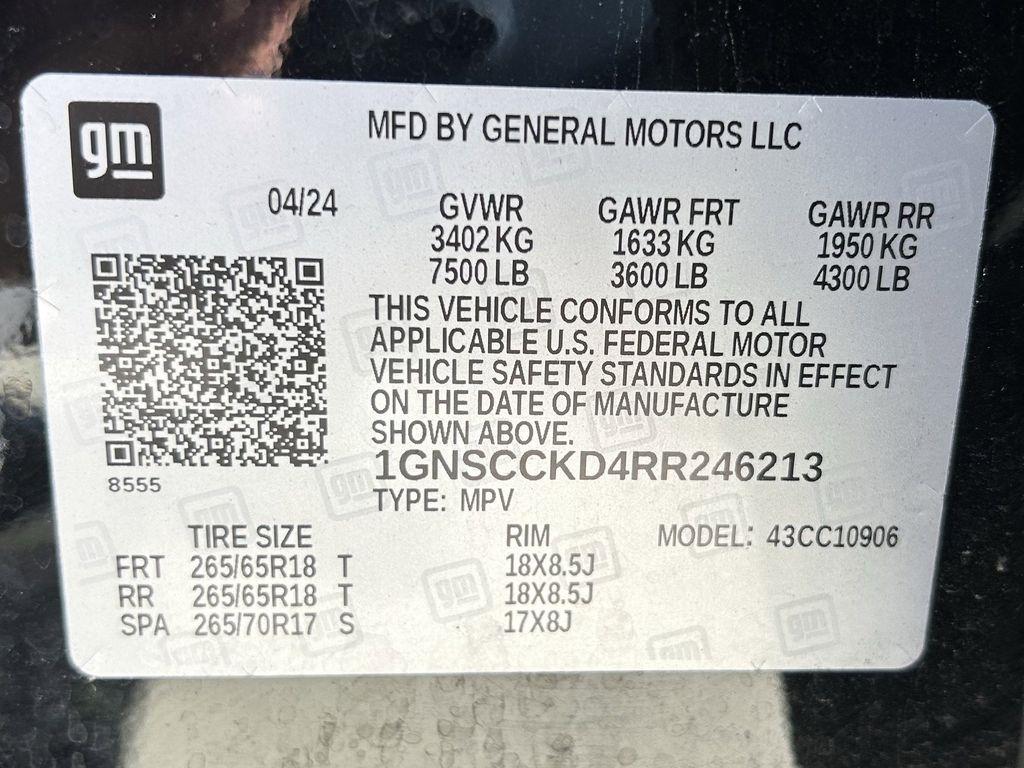 gm
MFD BY GENERAL MOTORS LLC
04/24 GVWR GAWR FRT GAWR RR
3402 KG 1633 KG 1950 KG
7500 LB 3600 LB 4300 LB
THIS VEHICLE CONFORMS TO ALL
APPLICABLE U.S. FEDERAL MOTOR
VEHICLE SAFETY STANDARDS IN EFFECT
ON THE DATE OF MANUFACTURE
SHOWN ABOVE.
1GNSCCKD4RR246213
8555
TYPE: MPV
TIRE SIZE RIM MODEL: 43CC10906
FRT 265/65R18 T 18X8.5J
RR 265/65R18 T 18X8.5J
SPA 265/70R17 S 17X8J